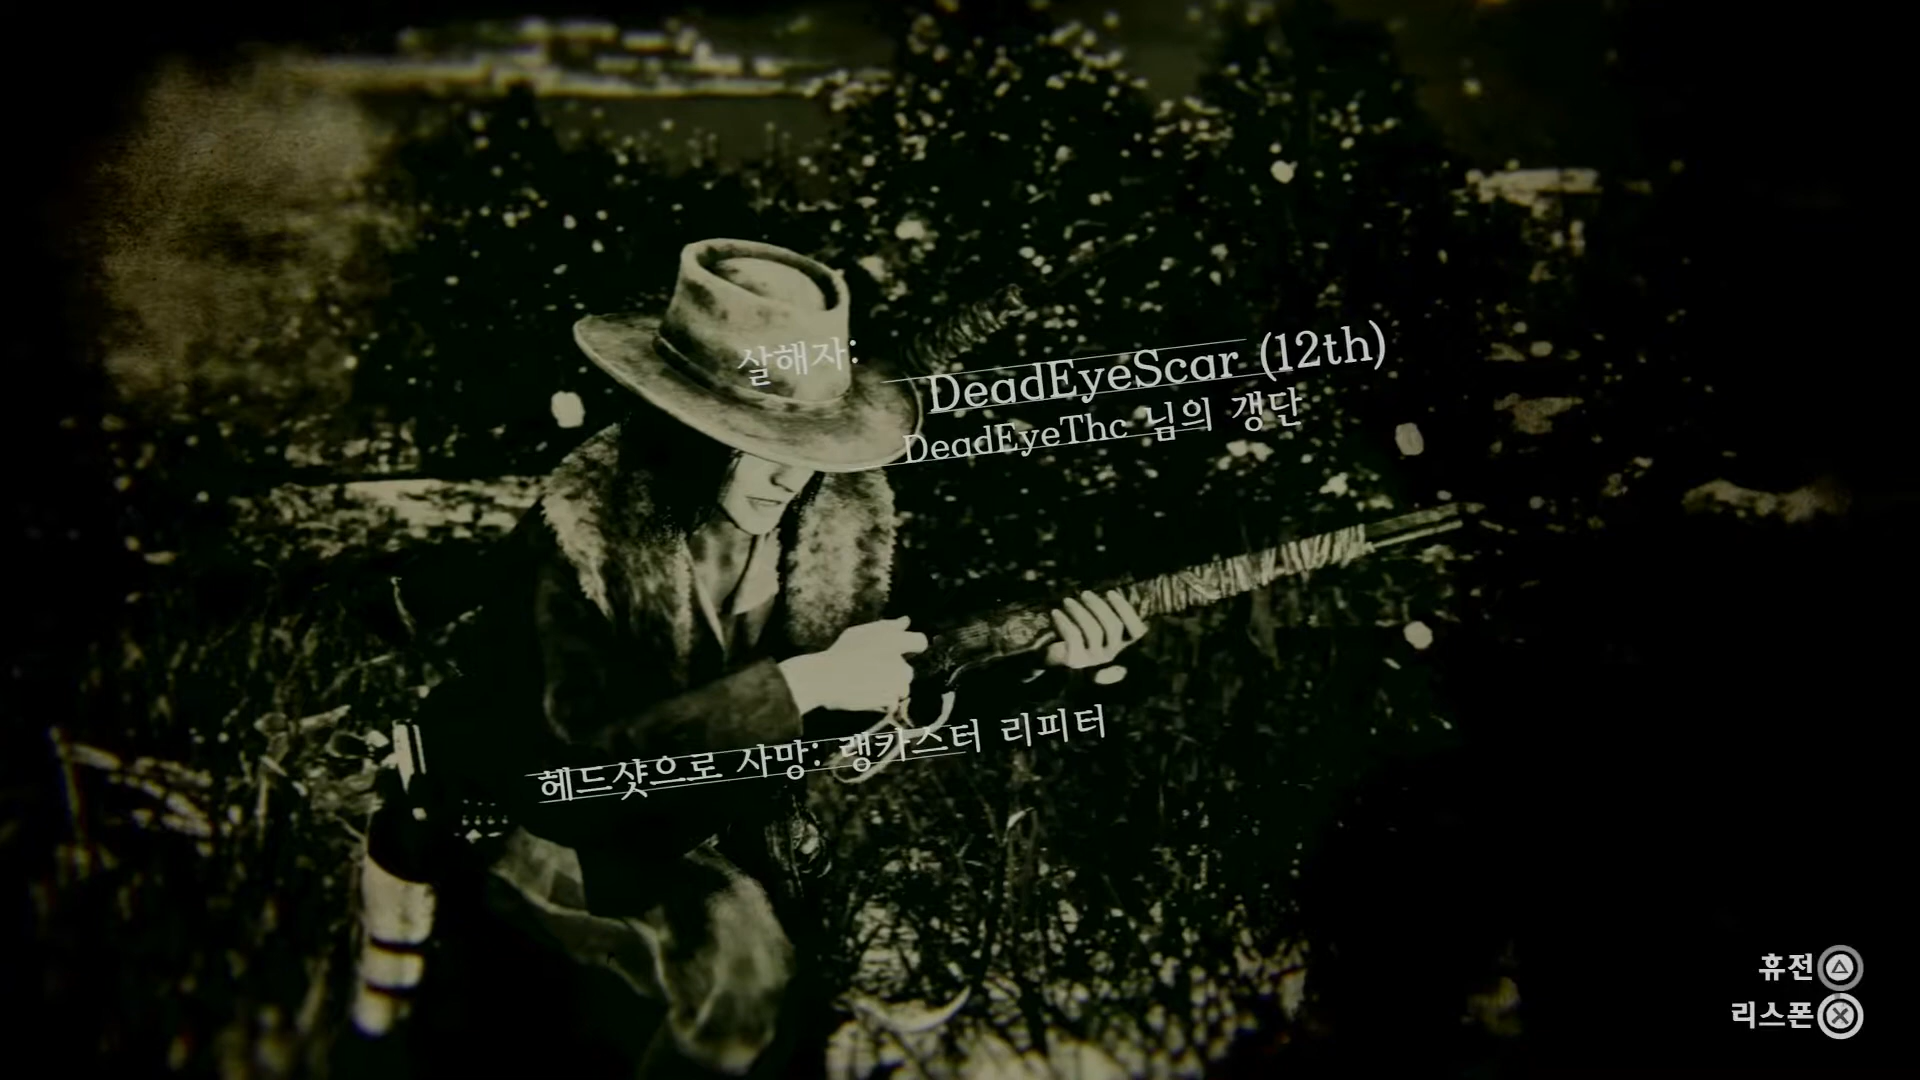 살해자:
DeadEyeScar (12th)
DeadEyeThc 님의 갱단
헤드샷으로 사망: 랭카스터 리피터
휴전
리스폰